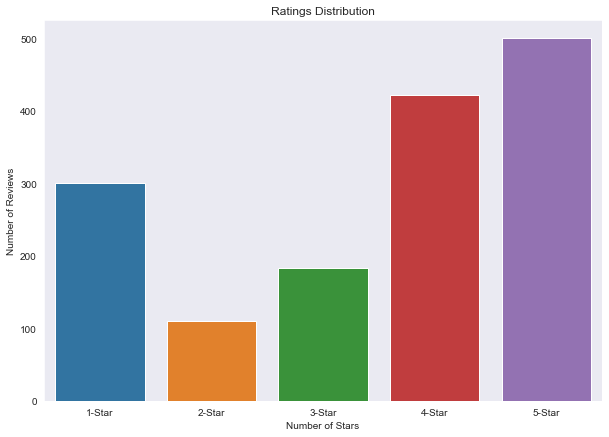 Ratings Distribution
500
400
300
200
100
0
Number of Reviews
1-Star 2-Star 3-Star 4-Star 5-Star
Number of Stars